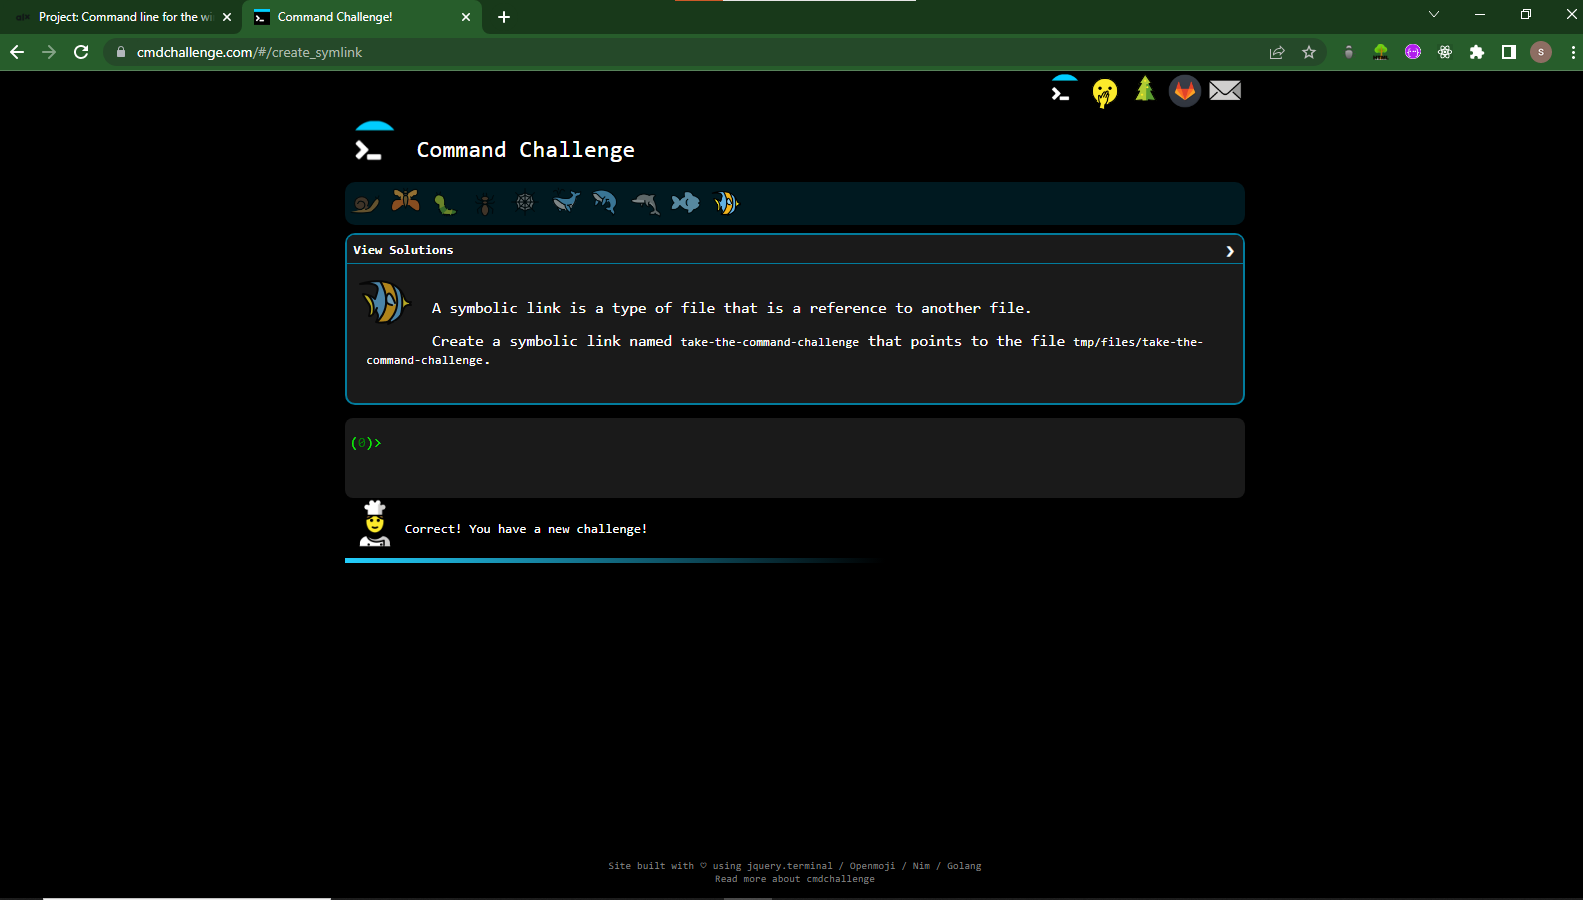 Project: Command line for the wi
Command Challenge!
cmdchallenge.com/#/create_symlink
S
Command Challenge
View Solutions
A symbolic link is a type of file that is a reference to another file.
Create a symbolic link named take-the-command-challenge that points to the file tmp/files/take-the-
command-challenge.
(0)>
Correct! You have a new challenge!
Site built with ♡ using jquery.terminal / Openmoji / Nim / Golang
Read more about cmdchallenge